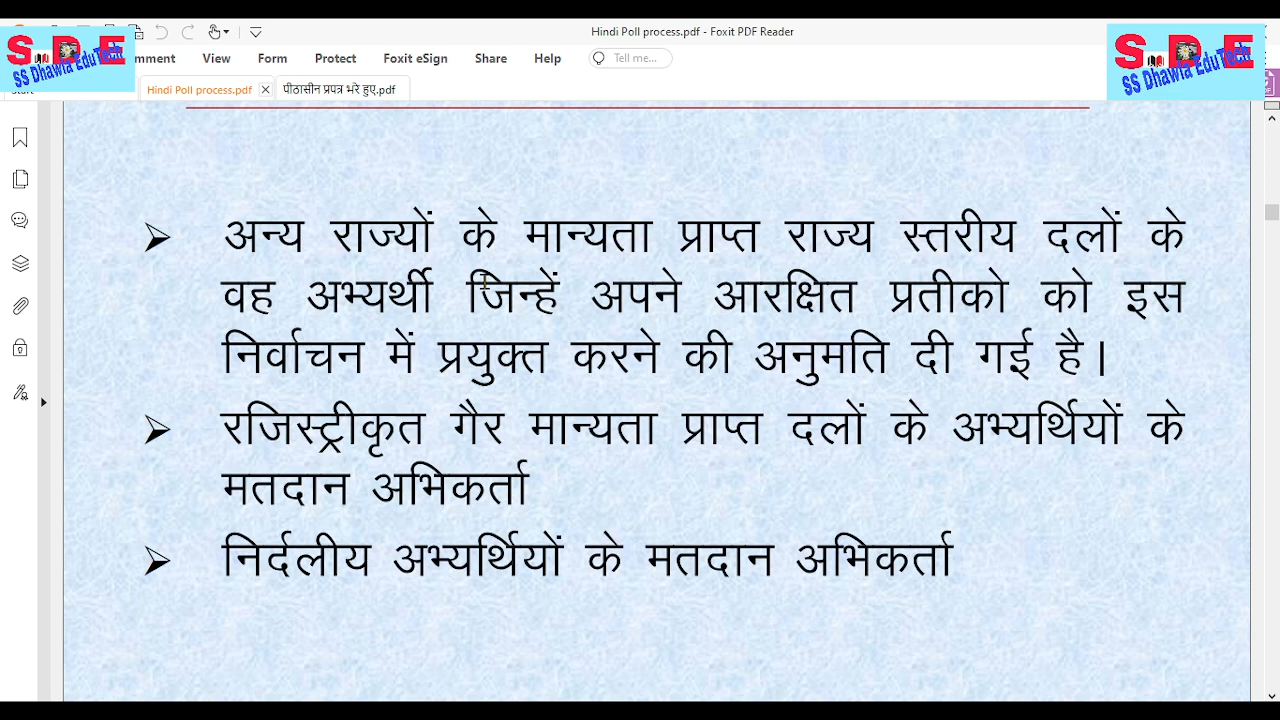 Hindi Poll process.pdf - Foxit PDF Reader
S D E
SS Dhawla EduTech
S D E
SS Dhawla EduTech
mment View Form Protect Foxit eSign Share Help Tell me...
Start Hindi Poll process.pdf पीठासीन प्रपत्र भरे हुए.pdf
➢ अन्य राज्यों के मान्यता प्राप्त राज्य स्तरीय दलों के
वह अभ्यर्थी जिन्हें अपने आरक्षित प्रतीको को इस
निर्वाचन में प्रयुक्त करने की अनुमति दी गई है।
➢ रजिस्ट्रीकृत गैर मान्यता प्राप्त दलों के अभ्यर्थियों के
मतदान अभिकर्ता
➢ निर्दलीय अभ्यर्थियों के मतदान अभिकर्ता